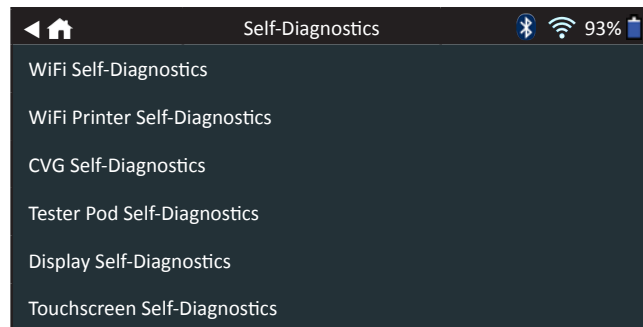 Self-Diagnostics 93%
WiFi Self-Diagnostics
WiFi Printer Self-Diagnostics
CVG Self-Diagnostics
Tester Pod Self-Diagnostics
Display Self-Diagnostics
Touchscreen Self-Diagnostics